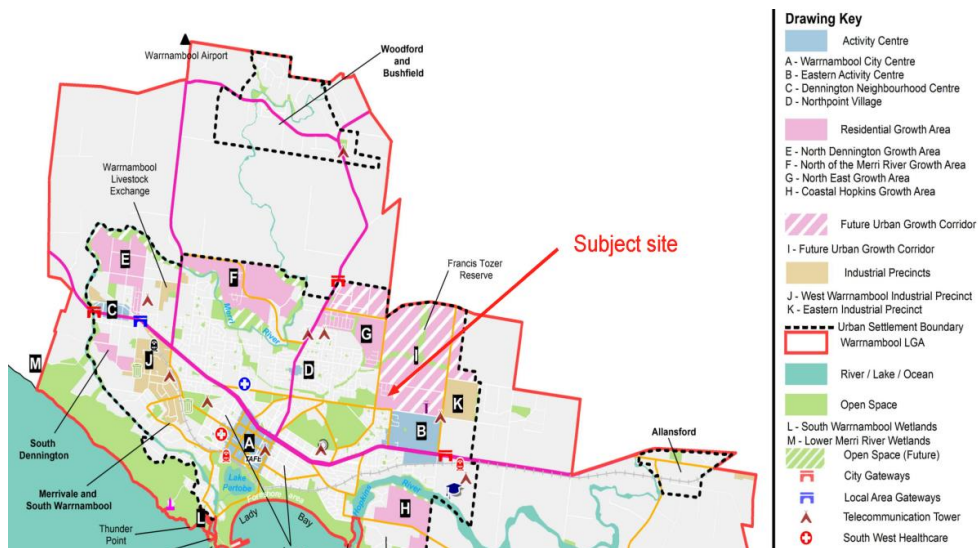 Warrnambool Airport
Woodford
and
Bushfield
Warrnambool
Livestock
Exchange
Subject site
Francis Tozer
Reserve
E
F
Merri
River
C
G
I
J
D
M
K
B
A
TAFE
South
Dennington
Lake
Pertobe
Allansford
Merrivale and
South Warrnambool
Hopkins
River
H
L
Lady
Bay
Thunder
Point
Drawing Key
Activity Centre
A - Warrnambool City Centre
B - Eastern Activity Centre
C - Dennington Neighbourhood Centre
D - Northpoint Village
Residential Growth Area
E - North Dennington Growth Area
F - North of the Merri River Growth Area
G - North East Growth Area
H - Coastal Hopkins Growth Area
Future Urban Growth Corridor
I - Future Urban Growth Corridor
Industrial Precincts
J - West Warrnambool Industrial Precinct
K - Eastern Industrial Precinct
Urban Settlement Boundary
Warrnambool LGA
River / Lake / Ocean
Open Space
L - South Warrnambool Wetlands
M - Lower Merri River Wetlands
Open Space (Future)
City Gateways
Local Area Gateways
Telecommunication Tower
South West Healthcare